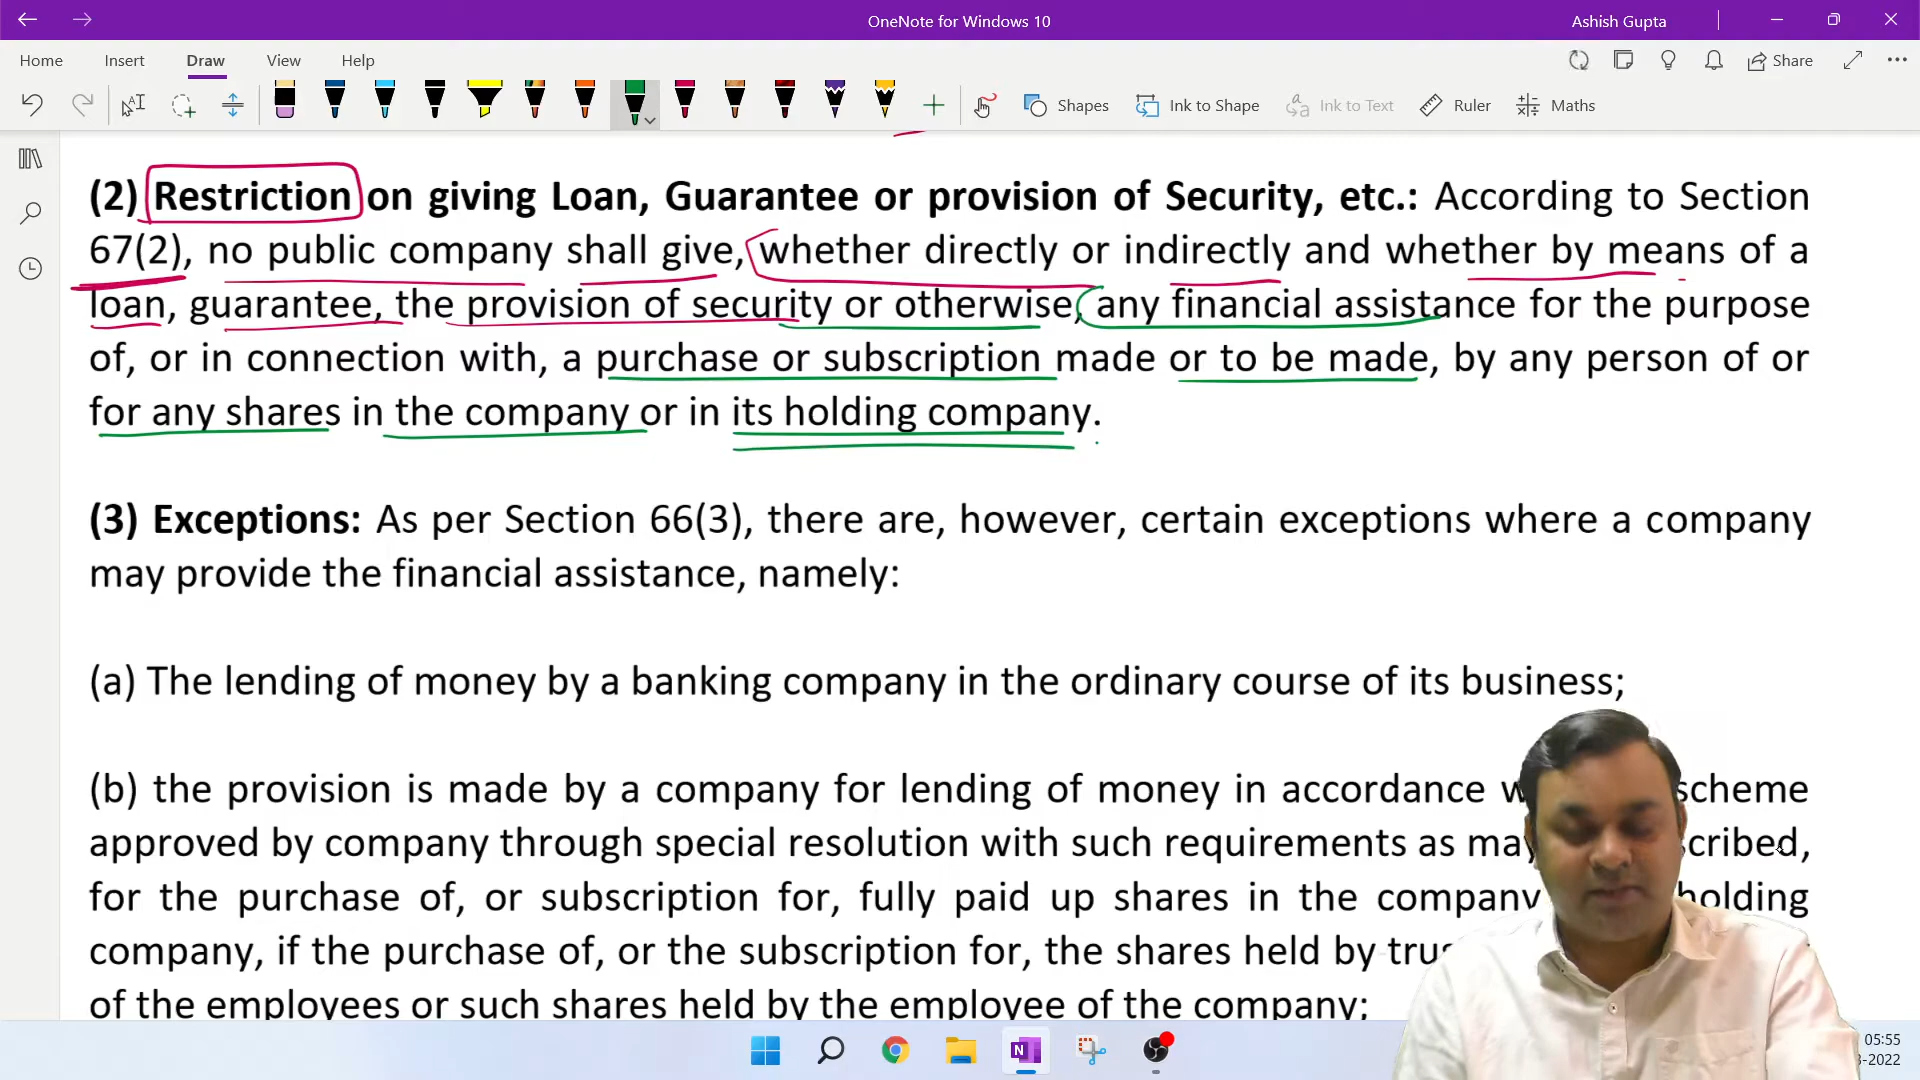 OneNote for Windows 10
Ashish Gupta
Home Insert Draw View Help
Share
Shapes Ink to Shape Ink to Text Ruler Maths
(2) Restriction on giving Loan, Guarantee or provision of Security, etc.: According to Section
67(2), no public company shall give, whether directly or indirectly and whether by means of a
loan, guarantee, the provision of security or otherwise, any financial assistance for the purpose
of, or in connection with, a purchase or subscription made or to be made, by any person of or
for any shares in the company or in its holding company.
(3) Exceptions: As per Section 66(3), there are, however, certain exceptions where a company
may provide the financial assistance, namely:
(a) The lending of money by a banking company in the ordinary course of its business;
(b) the provision is made by a company for lending of money in accordance scheme
approved by company through special resolution with such requirements as may
for the purchase of, or subscription for, fully paid up shares in the company holding
company, if the purchase of, or the subscription for, the shares held by
of the employees or such shares held by the employee of the company;
05:55
-2022